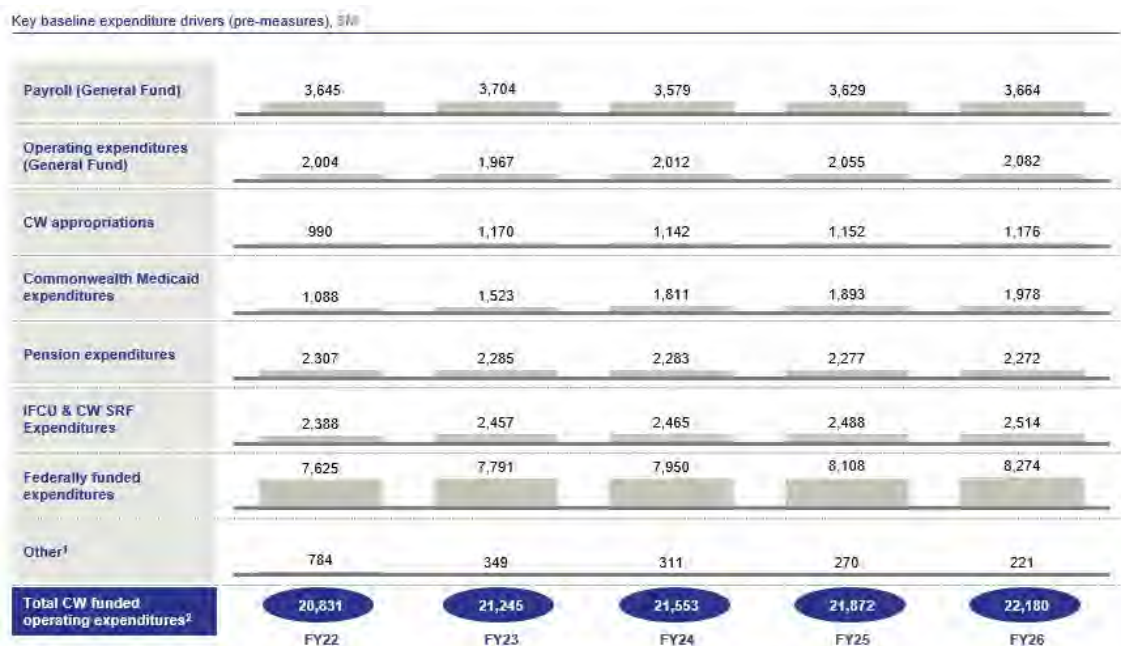 Key baseline expenditure drivers (pre-measures), $M
Payroll (General Fund)
3,645 3,704 3,579 3,629 3,664
Operating expenditures
(General Fund)
2,004 1,967 2,012 2,055 2,082
CW appropriations
990 1,170 1,142 1,152 1,176
Commonwealth Medicaid
expenditures
1,088 1,523 1,811 1,893 1,978
Pension expenditures
2.307 2,285 2,283 2,277 2,272
IFCU & CW SRF
Expenditures
2,388 2,457 2,465 2,488 2,514
Federally funded
expenditures
7,625 7,791 7,950 8,108 8,274
Other¹
784 349 311 270 221
Total CW funded
operating expenditures²
20,831 21,245 21,553 21,872 22,180
FY22 FY23 FY24 FY25 FY26